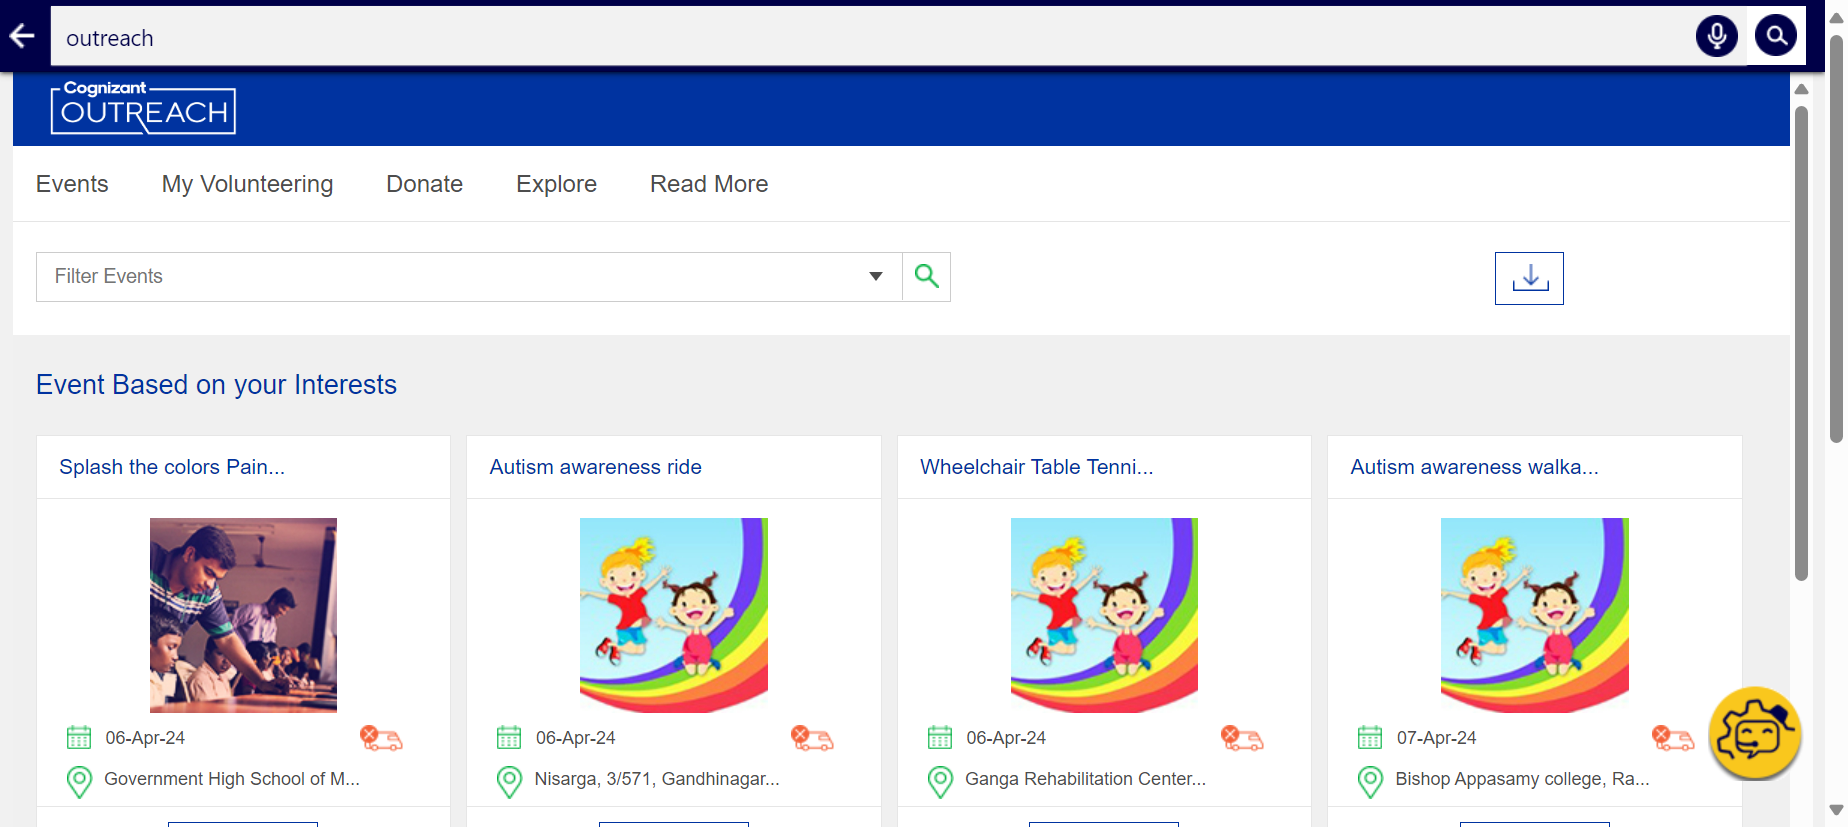 outreach
Cognizant
OUTREACH
Events My Volunteering Donate Explore Read More
Filter Events
Event Based on your Interests
Splash the colors Pain...
06-Apr-24
Government High School of M...
Autism awareness ride
06-Apr-24
Nisarga, 3/571, Gandhinagar...
Wheelchair Table Tenni...
06-Apr-24
Ganga Rehabilitation Center...
Autism awareness walka...
07-Apr-24
Bishop Appasamy college, Ra...